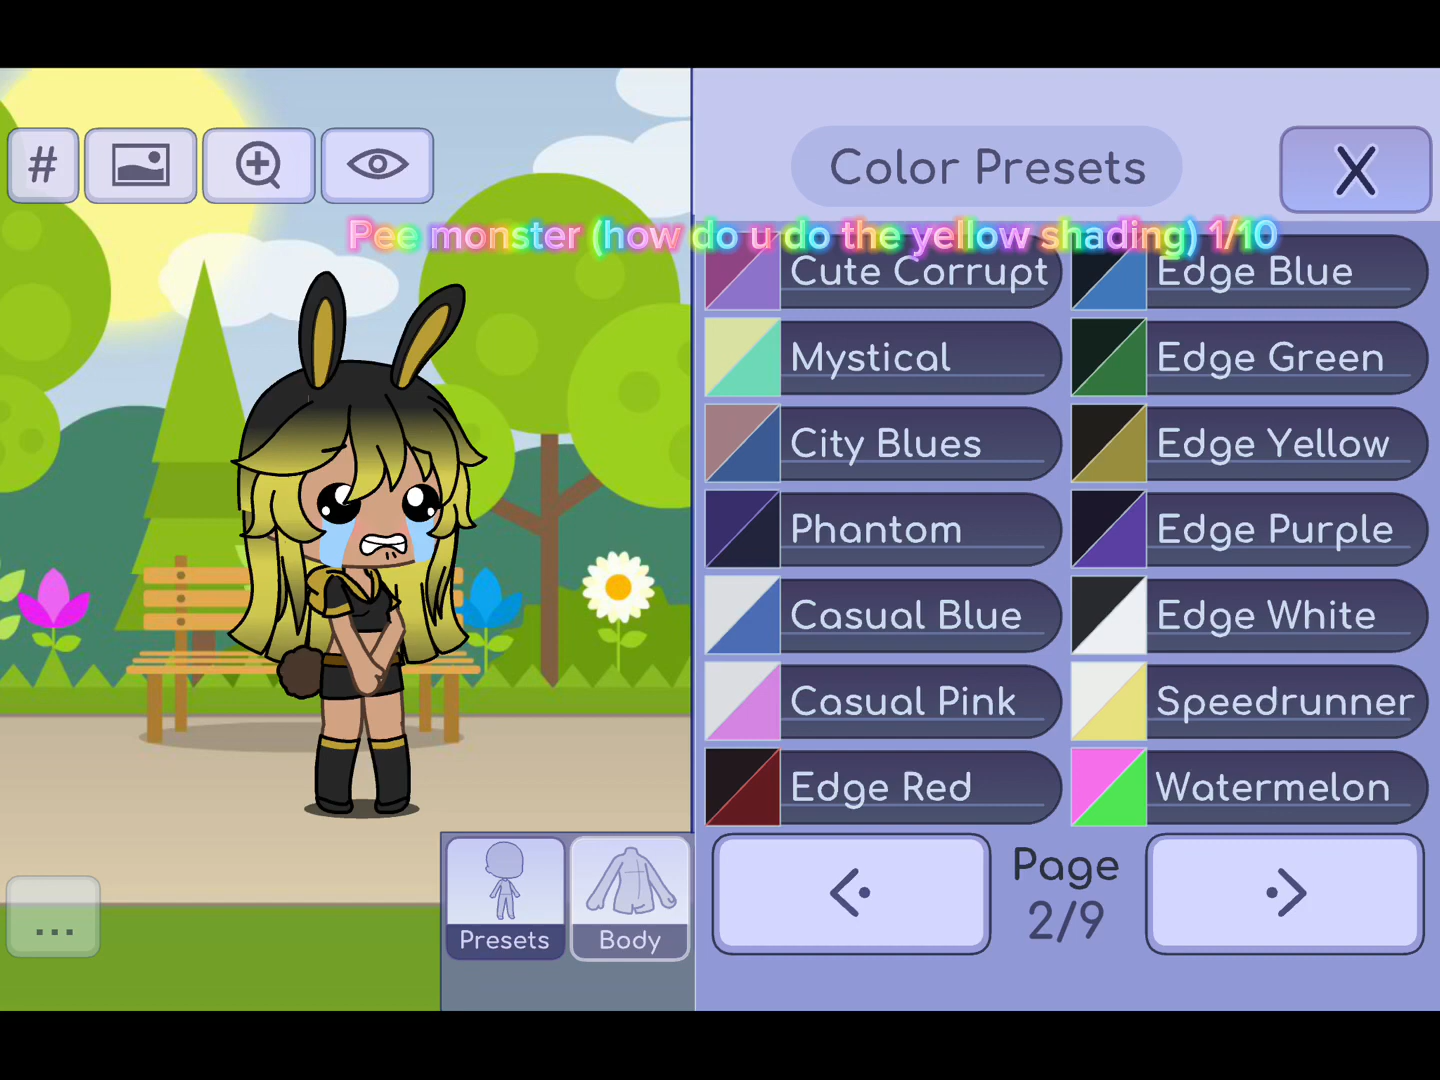 #
Color Presets
X
Pee monster (how do u do the yellow shading) 1/10
Cute Corrupt
Edge Blue
Mystical
Edge Green
City Blues
Edge Yellow
Phantom
Edge Purple
Casual Blue
Edge White
Casual Pink
Speedrunner
Edge Red
Watermelon
Page
2/9
...
Presets
Body